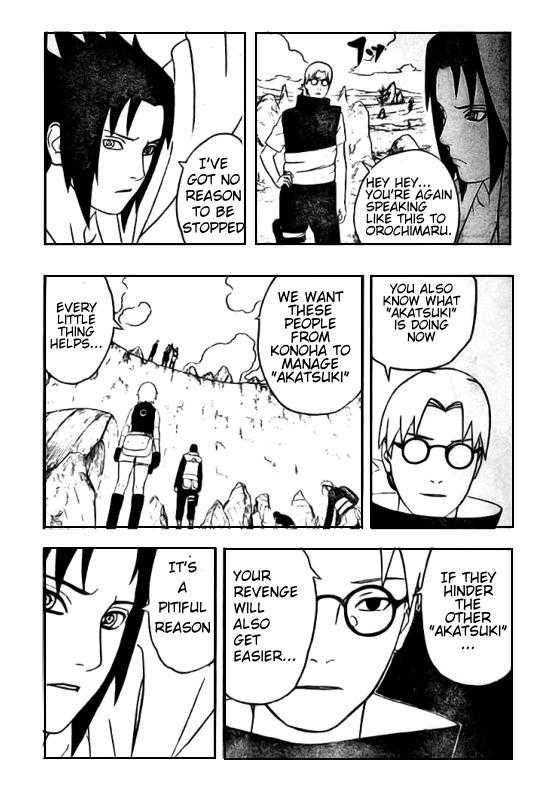 HEY HEY...
YOU'RE AGAIN
SPEAKING
LIKE THIS TO
OROCHIMARU.
I'VE
GOT NO
REASON
TO BE
STOPPED
YOU ALSO
KNOW WHAT
"AKATSUKI"
IS DOING
NOW
WE WANT
THESE
PEOPLE
FROM
KONOHA TO
MANAGE
"AKATSUKI"
EVERY
LITTLE
THING
HELPS...
IF THEY
HINDER
THE
OTHER
"AKATSUKI"
...
YOUR
REVENGE
WILL
ALSO
GET
EASIER...
IT'S
A
PITIFUL
REASON